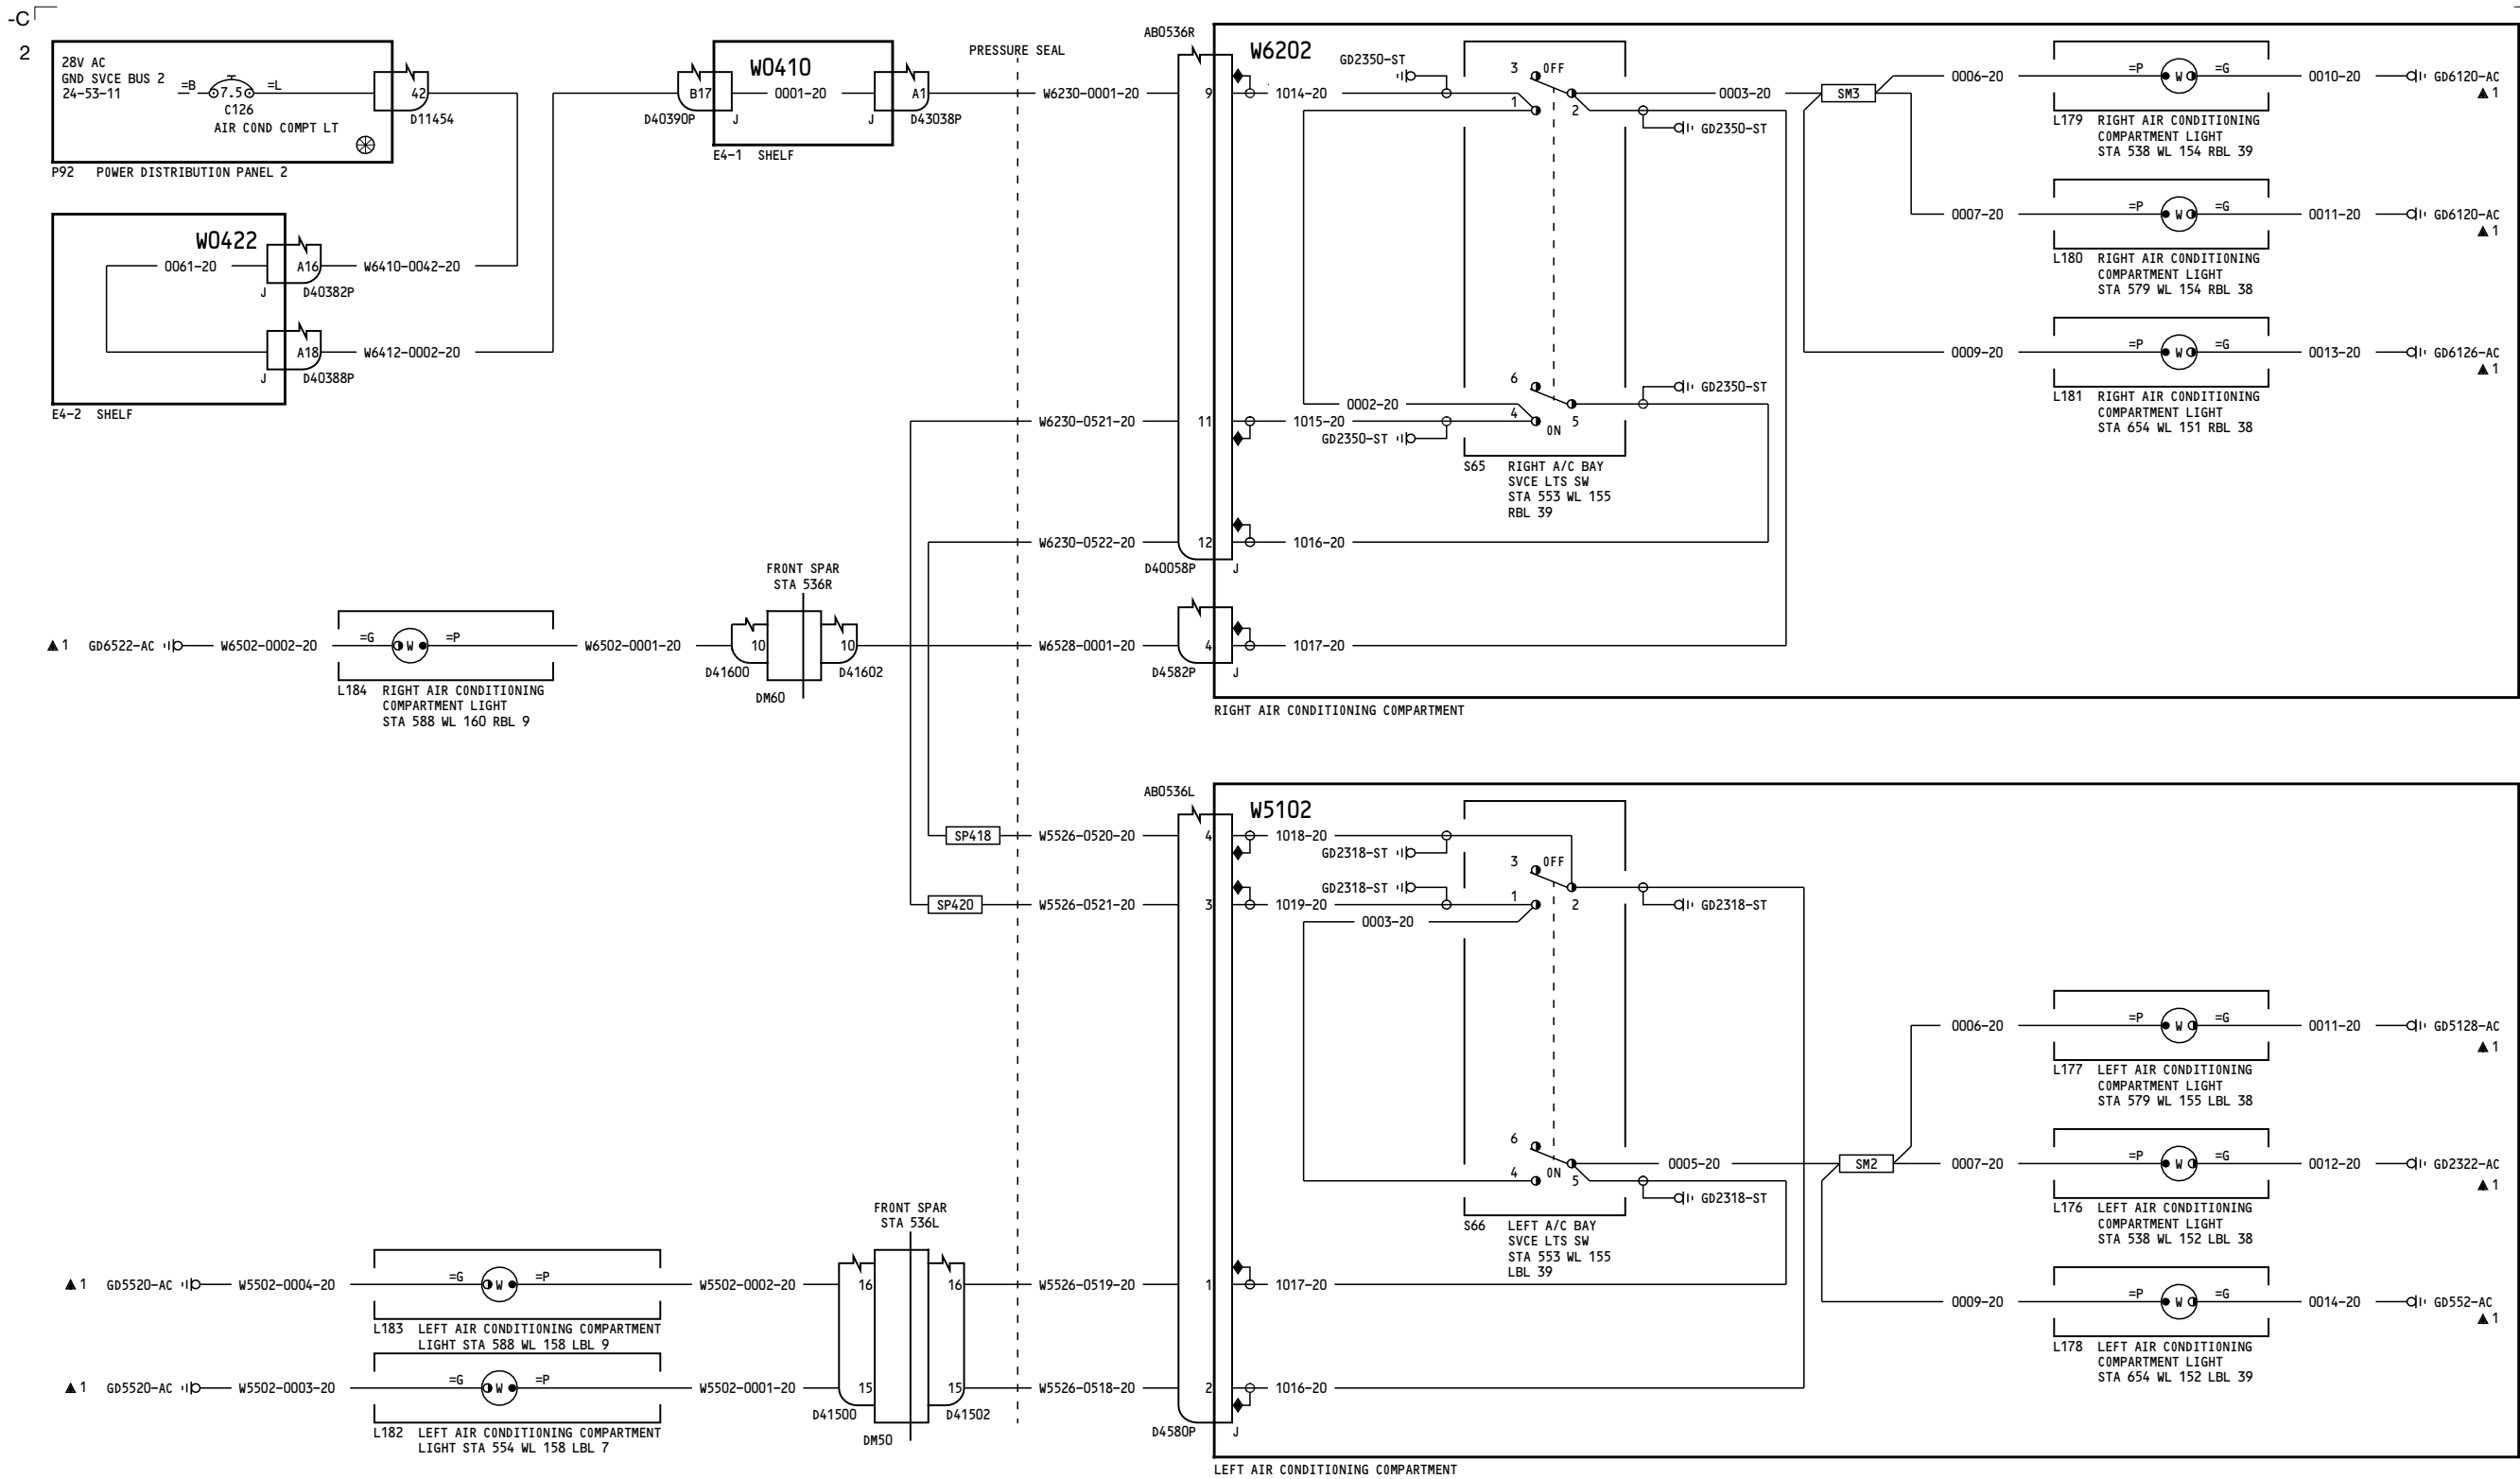 -C
2
28V AC
GND SVCE BUS 2
24-53-11
=B
7.5
=L
C126
AIR COND COMPT LT
42
D11454
P92 POWER DISTRIBUTION PANEL 2
W0422
0061-20
A16
W6410-0042-20
J
D40382P
A18
W6412-0002-20
J
D40388P
E4-2 SHELF
W0410
B17
0001-20
A1
D40390P
J
J
D43038P
E4-1 SHELF
PRESSURE SEAL
W6230-0001-20
W6230-0521-20
W6230-0522-20
AB0536R
9
11
12
D40058P
J
W6528-0001-20
4
D4582P
J
FRONT SPAR
STA 536R
▲1
GD6522-AC
W6502-0002-20
=G
W
=P
W6502-0001-20
10
10
D41600
D41602
DM60
L184 RIGHT AIR CONDITIONING
COMPARTMENT LIGHT
STA 588 WL 160 RBL 9
W6202
GD2350-ST
1014-20
3
OFF
1
2
GD2350-ST
0003-20
SM3
6
GD2350-ST
0002-20
4
5
ON
1015-20
GD2350-ST
S65 RIGHT A/C BAY
SVCE LTS SW
STA 553 WL 155
RBL 39
1016-20
1017-20
0006-20
=P
W
=G
0010-20
GD6120-AC
▲1
L179 RIGHT AIR CONDITIONING
COMPARTMENT LIGHT
STA 538 WL 154 RBL 39
0007-20
=P
W
=G
0011-20
GD6120-AC
▲1
L180 RIGHT AIR CONDITIONING
COMPARTMENT LIGHT
STA 579 WL 154 RBL 38
0009-20
=P
W
=G
0013-20
GD6126-AC
▲1
L181 RIGHT AIR CONDITIONING
COMPARTMENT LIGHT
STA 654 WL 151 RBL 38
RIGHT AIR CONDITIONING COMPARTMENT
SP418
W5526-0520-20
SP420
W5526-0521-20
AB0536L
4
3
1
2
D4580P
J
W5102
1018-20
GD2318-ST
GD2318-ST
1019-20
0003-20
3
OFF
1
2
GD2318-ST
6
4
ON
5
0005-20
GD2318-ST
SM2
S66 LEFT A/C BAY
SVCE LTS SW
STA 553 WL 155
LBL 39
1017-20
1016-20
0006-20
=P
W
=G
0011-20
GD5128-AC
▲1
L177 LEFT AIR CONDITIONING
COMPARTMENT LIGHT
STA 579 WL 155 LBL 38
0007-20
=P
W
=G
0012-20
GD2322-AC
▲1
L176 LEFT AIR CONDITIONING
COMPARTMENT LIGHT
STA 538 WL 152 LBL 38
0009-20
=P
W
=G
0014-20
GD552-AC
▲1
L178 LEFT AIR CONDITIONING
COMPARTMENT LIGHT
STA 654 WL 152 LBL 39
FRONT SPAR
STA 536L
▲1
GD5520-AC
W5502-0004-20
=G
W
=P
W5502-0002-20
16
16
W5526-0519-20
L183 LEFT AIR CONDITIONING COMPARTMENT
LIGHT STA 588 WL 158 LBL 9
▲1
GD5520-AC
W5502-0003-20
=G
W
=P
W5502-0001-20
15
15
W5526-0518-20
D41500
D41502
DM50
L182 LEFT AIR CONDITIONING COMPARTMENT
LIGHT STA 554 WL 158 LBL 7
LEFT AIR CONDITIONING COMPARTMENT